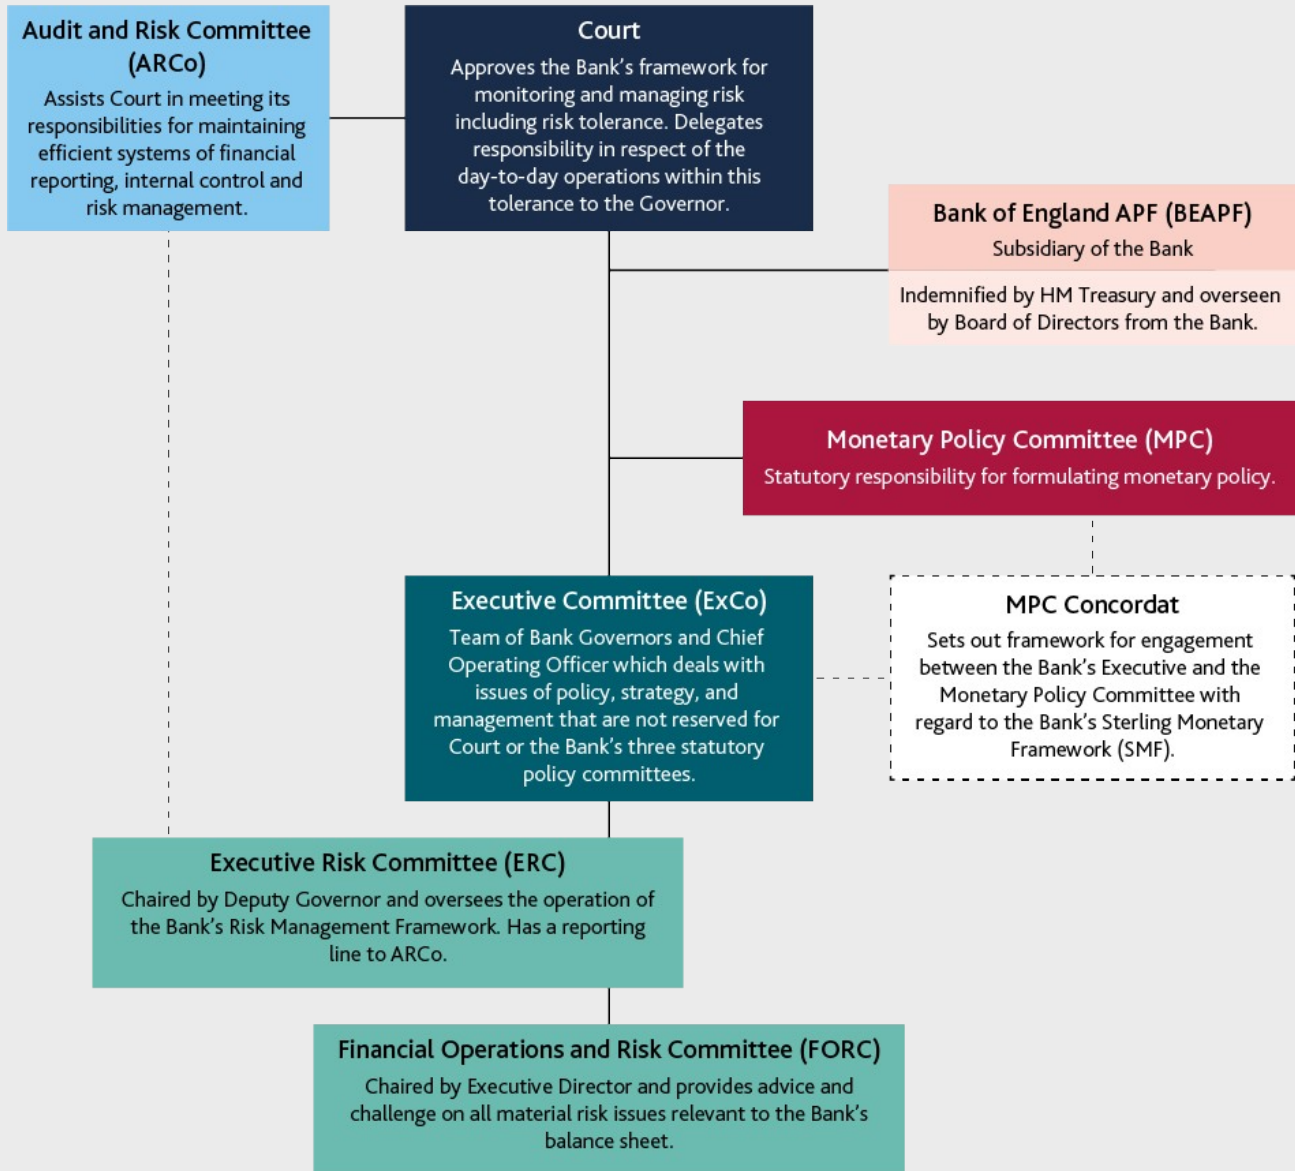 Audit and Risk Committee
(ARCo)
Assists Court in meeting its
responsibilities for maintaining
efficient systems of financial
reporting, internal control and
risk management.
Court
Approves the Bank's framework for
monitoring and managing risk
including risk tolerance. Delegates
responsibility in respect of the
day-to-day operations within this
tolerance to the Governor.
Bank of England APF (BEAPF)
Subsidiary of the Bank
Indemnified by HM Treasury and overseen
by Board of Directors from the Bank.
Monetary Policy Committee (MPC)
Statutory responsibility for formulating monetary policy.
Executive Committee (ExCo)
Team of Bank Governors and Chief
Operating Officer which deals with
issues of policy, strategy, and
management that are not reserved for
Court or the Bank's three statutory
policy committees.
MPC Concordat
Sets out framework for engagement
between the Bank's Executive and the
Monetary Policy Committee with
regard to the Bank's Sterling Monetary
Framework (SMF).
Executive Risk Committee (ERC)
Chaired by Deputy Governor and oversees the operation of
the Bank's Risk Management Framework. Has a reporting
line to ARCo.
Financial Operations and Risk Committee (FORC)
Chaired by Executive Director and provides advice and
challenge on all material risk issues relevant to the Bank's
balance sheet.